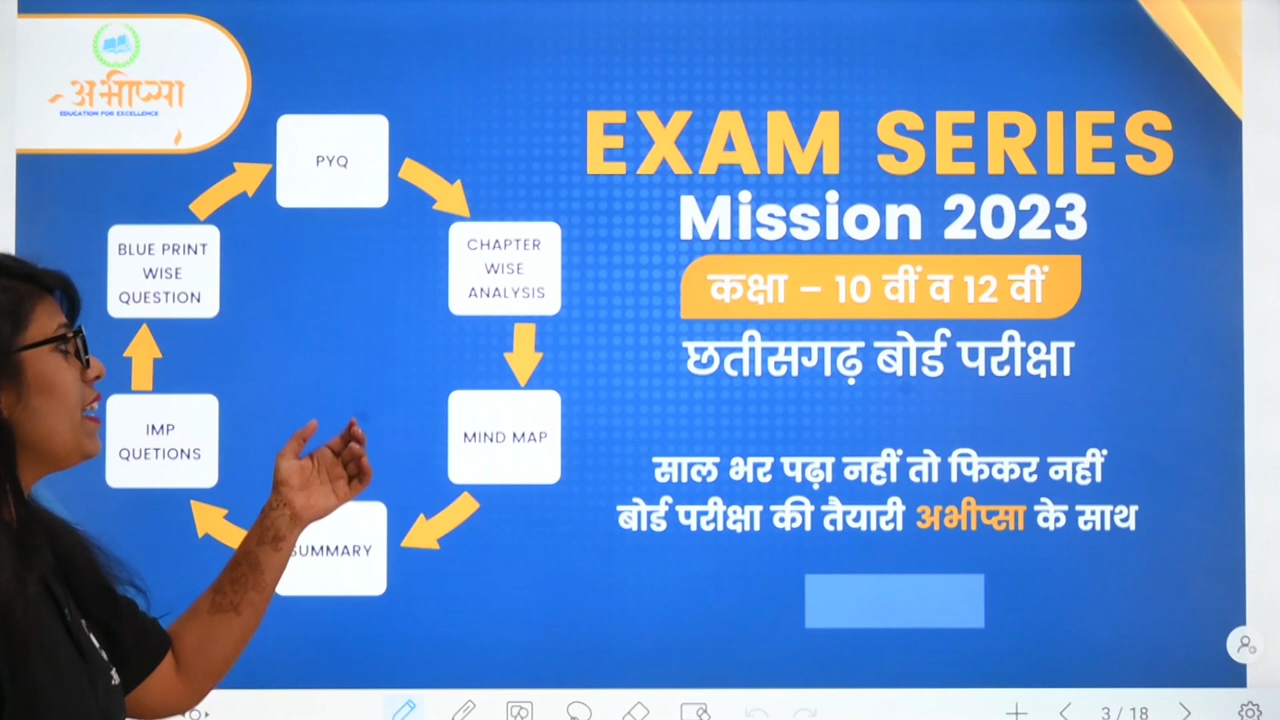 अभीप्सा
EDUCATION FOR EXCELLENCE
PYQ
CHAPTER
WISE
ANALYSIS
MIND MAP
SUMMARY
IMP
QUETIONS
BLUE PRINT
WISE
QUESTION
EXAM SERIES
Mission 2023
कक्षा – 10 वीं व 12 वीं
छतीसगढ़ बोर्ड परीक्षा
साल भर पढ़ा नहीं तो फिकर नहीं
बोर्ड परीक्षा की तैयारी अभीप्सा के साथ
3 / 18